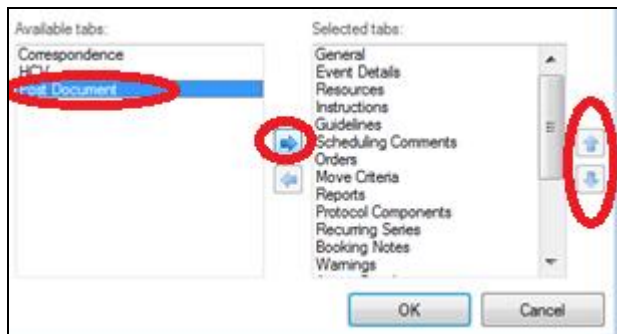 Available tabs:
Correspondence
HCV
Post Document
Selected tabs:
General
Event Details
Resources
Instructions
Guidelines
Scheduling Comments
Orders
Move Criteria
Reports
Protocol Components
Recurring Series
Booking Notes
Warnings
OK
Cancel